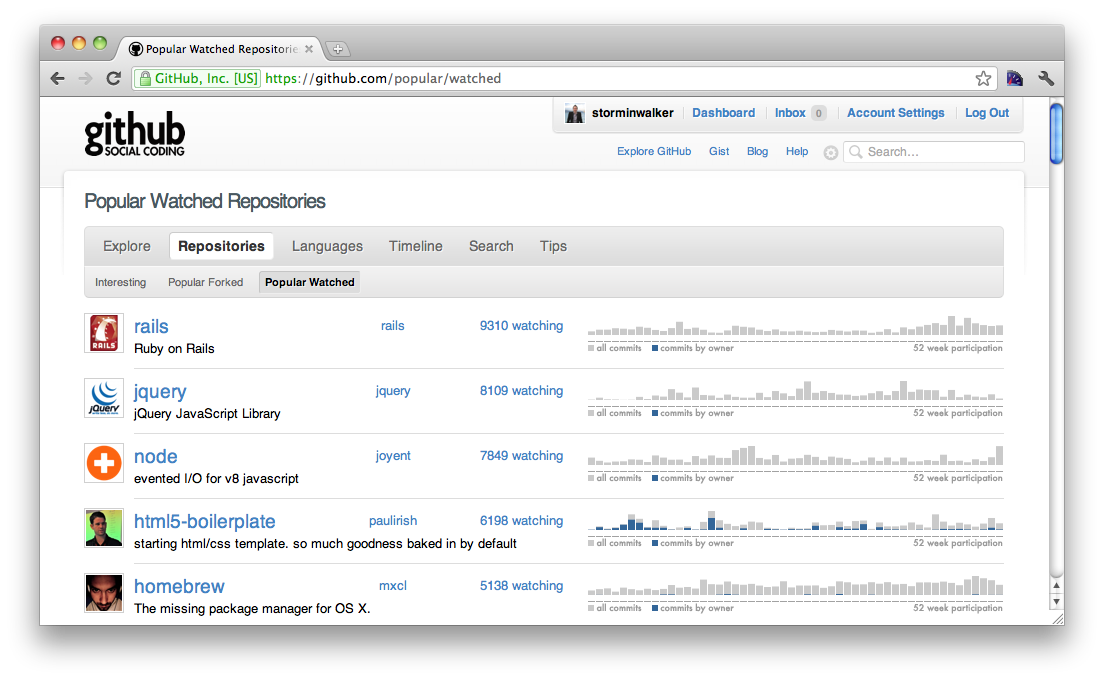 Popular Watched Repositorie
GitHub, Inc. [US] https://github.com/popular/watched
github
SOCIAL CODING
storminwalker Dashboard Inbox 0 Account Settings Log Out
Explore GitHub Gist Blog Help Search...
Popular Watched Repositories
Explore Repositories Languages Timeline Search Tips
Interesting Popular Forked Popular Watched
RAILS
rails rails 9310 watching
Ruby on Rails
all commits commits by owner 52 week participation
jQuery
jquery jquery 8109 watching
jQuery JavaScript Library
all commits commits by owner 52 week participation
node joyent 7849 watching
evented I/O for v8 javascript
all commits commits by owner 52 week participation
html5-boilerplate paulirish 6198 watching
starting html/css template. so much goodness baked in by default
all commits commits by owner 52 week participation
homebrew mxcl 5138 watching
The missing package manager for OS X.
all commits commits by owner 52 week participation